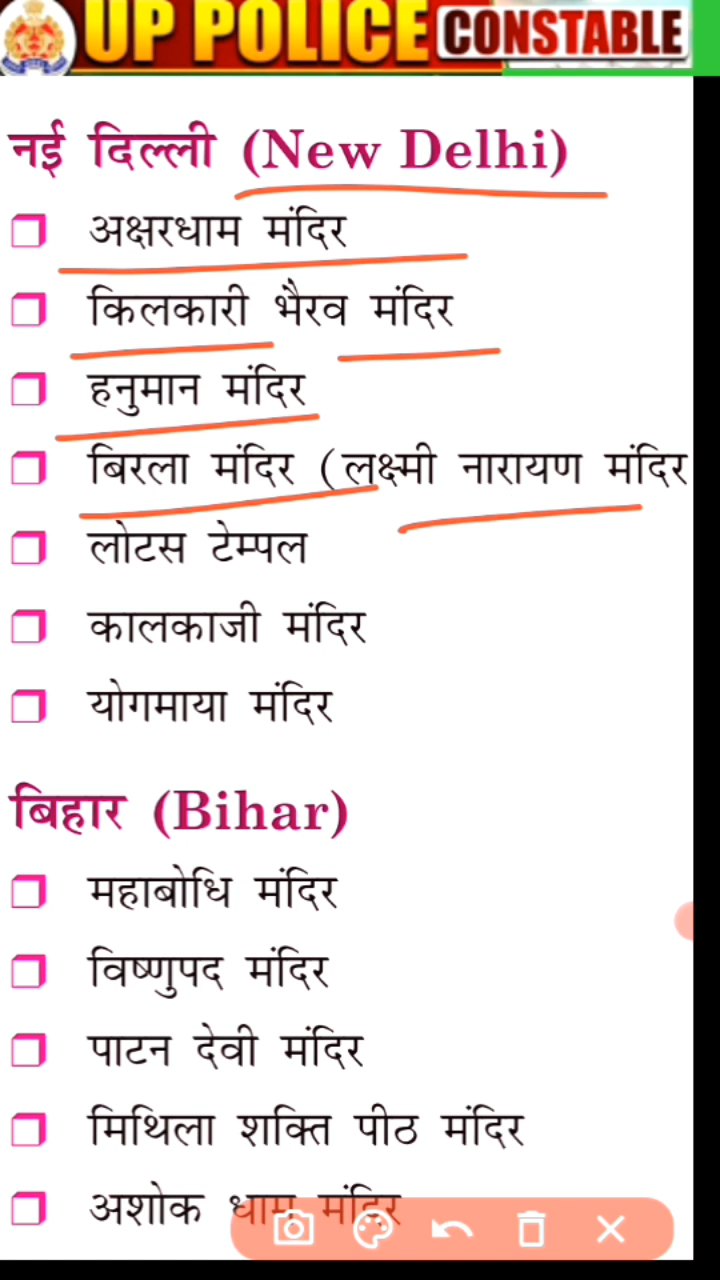 UP POLICE CONSTABLE
नई दिल्ली (New Delhi)
अक्षरधाम मंदिर
किलकारी भैरव मंदिर
हनुमान मंदिर
बिरला मंदिर (लक्ष्मी नारायण मंदिर
लोटस टेम्पल
कालकाजी मंदिर
योगमाया मंदिर
बिहार (Bihar)
महाबोधि मंदिर
विष्णुपद मंदिर
पाटन देवी मंदिर
मिथिला शक्ति पीठ मंदिर
अशोक धाम मंदिर